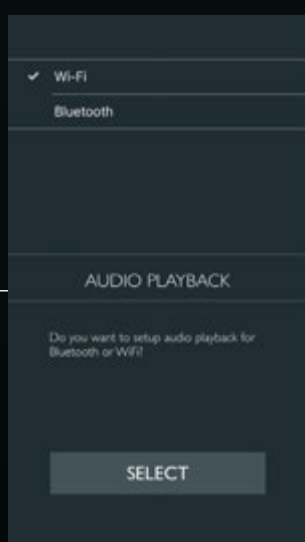 Wi-Fi
Bluetooth
AUDIO PLAYBACK
Do you want to setup audio playback for
Bluetooth or WiFi?
SELECT